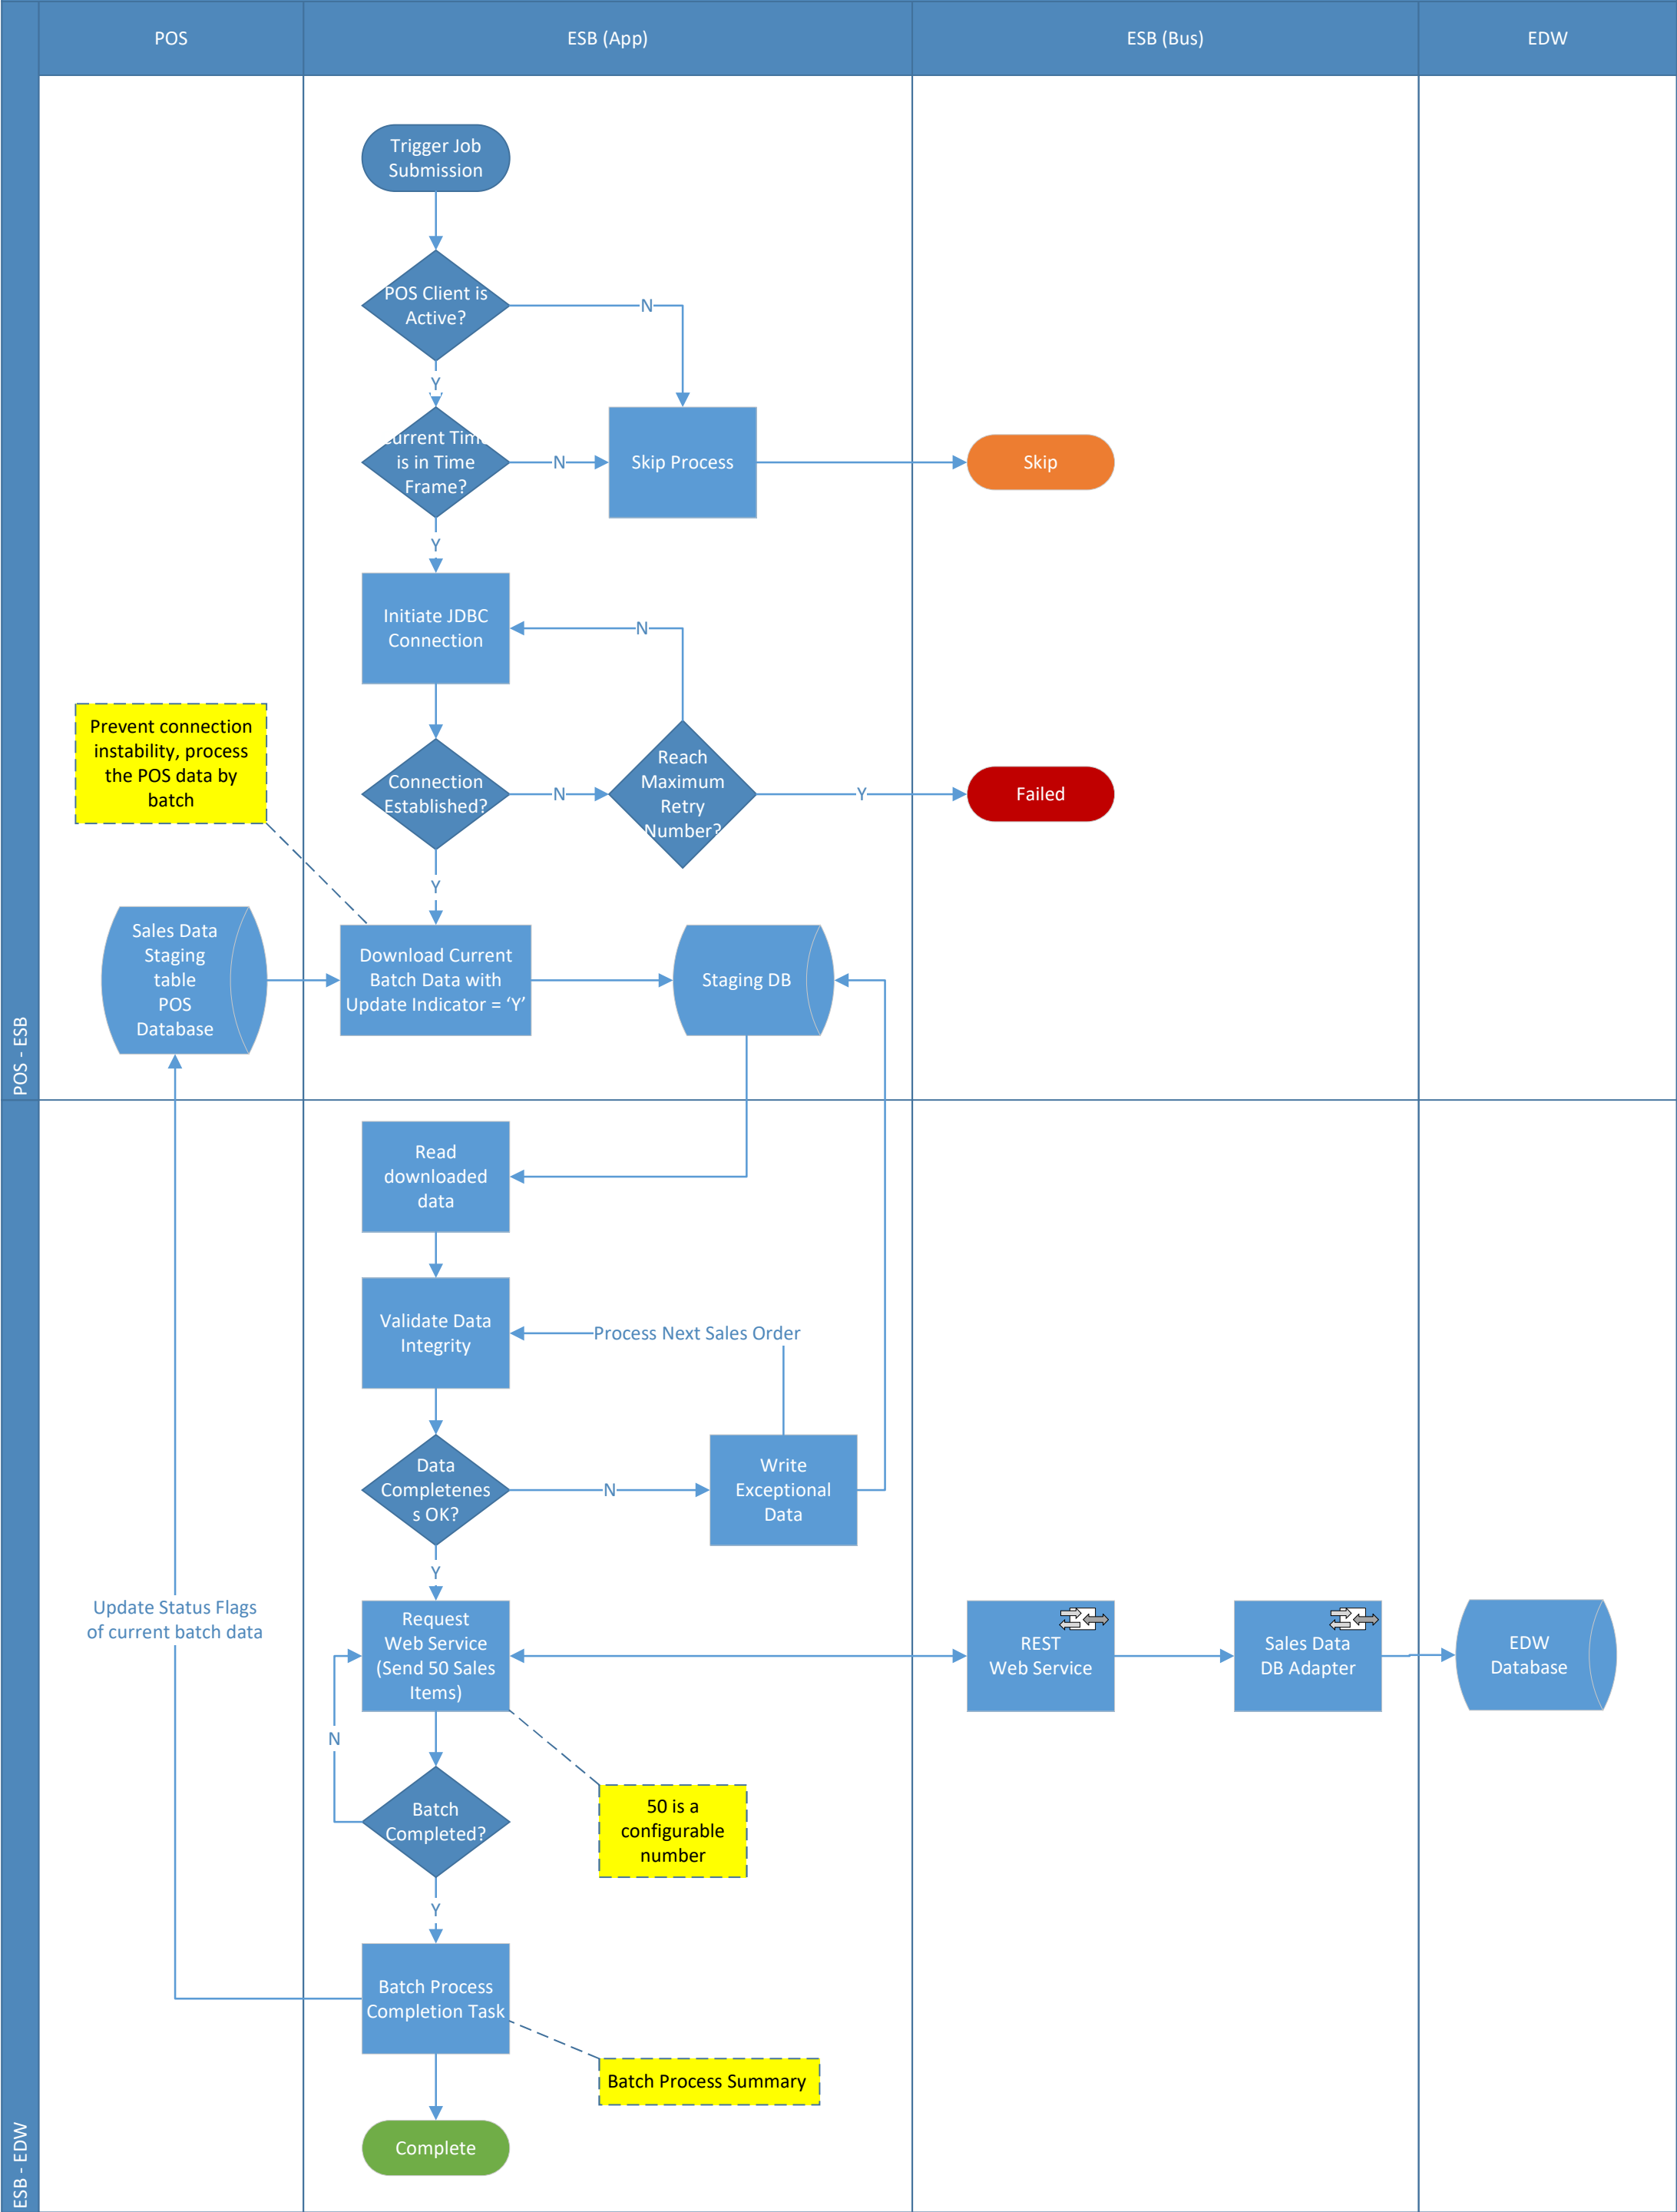 POS
ESB (App)
ESB (Bus)
EDW
Trigger Job
Submission
POS Client is
Active?
N
Y
Current Time
is in Time
Frame?
N
Skip Process
Skip
Y
Initiate JDBC
Connection
N
Prevent connection
instability, process
the POS data by
batch
Connection
Established?
N
Reach
Maximum
Retry
Number?
Y
Failed
Y
Sales Data
Staging
table
POS
Database
Download Current
Batch Data with
Update Indicator = ‘Y’
Staging DB
POS - ESB
Read
downloaded
data
Validate Data
Integrity
Process Next Sales Order
Data
Completenes
s OK?
N
Write
Exceptional
Data
Y
Update Status Flags
of current batch data
Request
Web Service
(Send 50 Sales
Items)
REST
Web Service
Sales Data
DB Adapter
EDW
Database
N
Batch
Completed?
50 is a
configurable
number
Y
Batch Process
Completion Task
Batch Process Summary
Complete
ESB - EDW